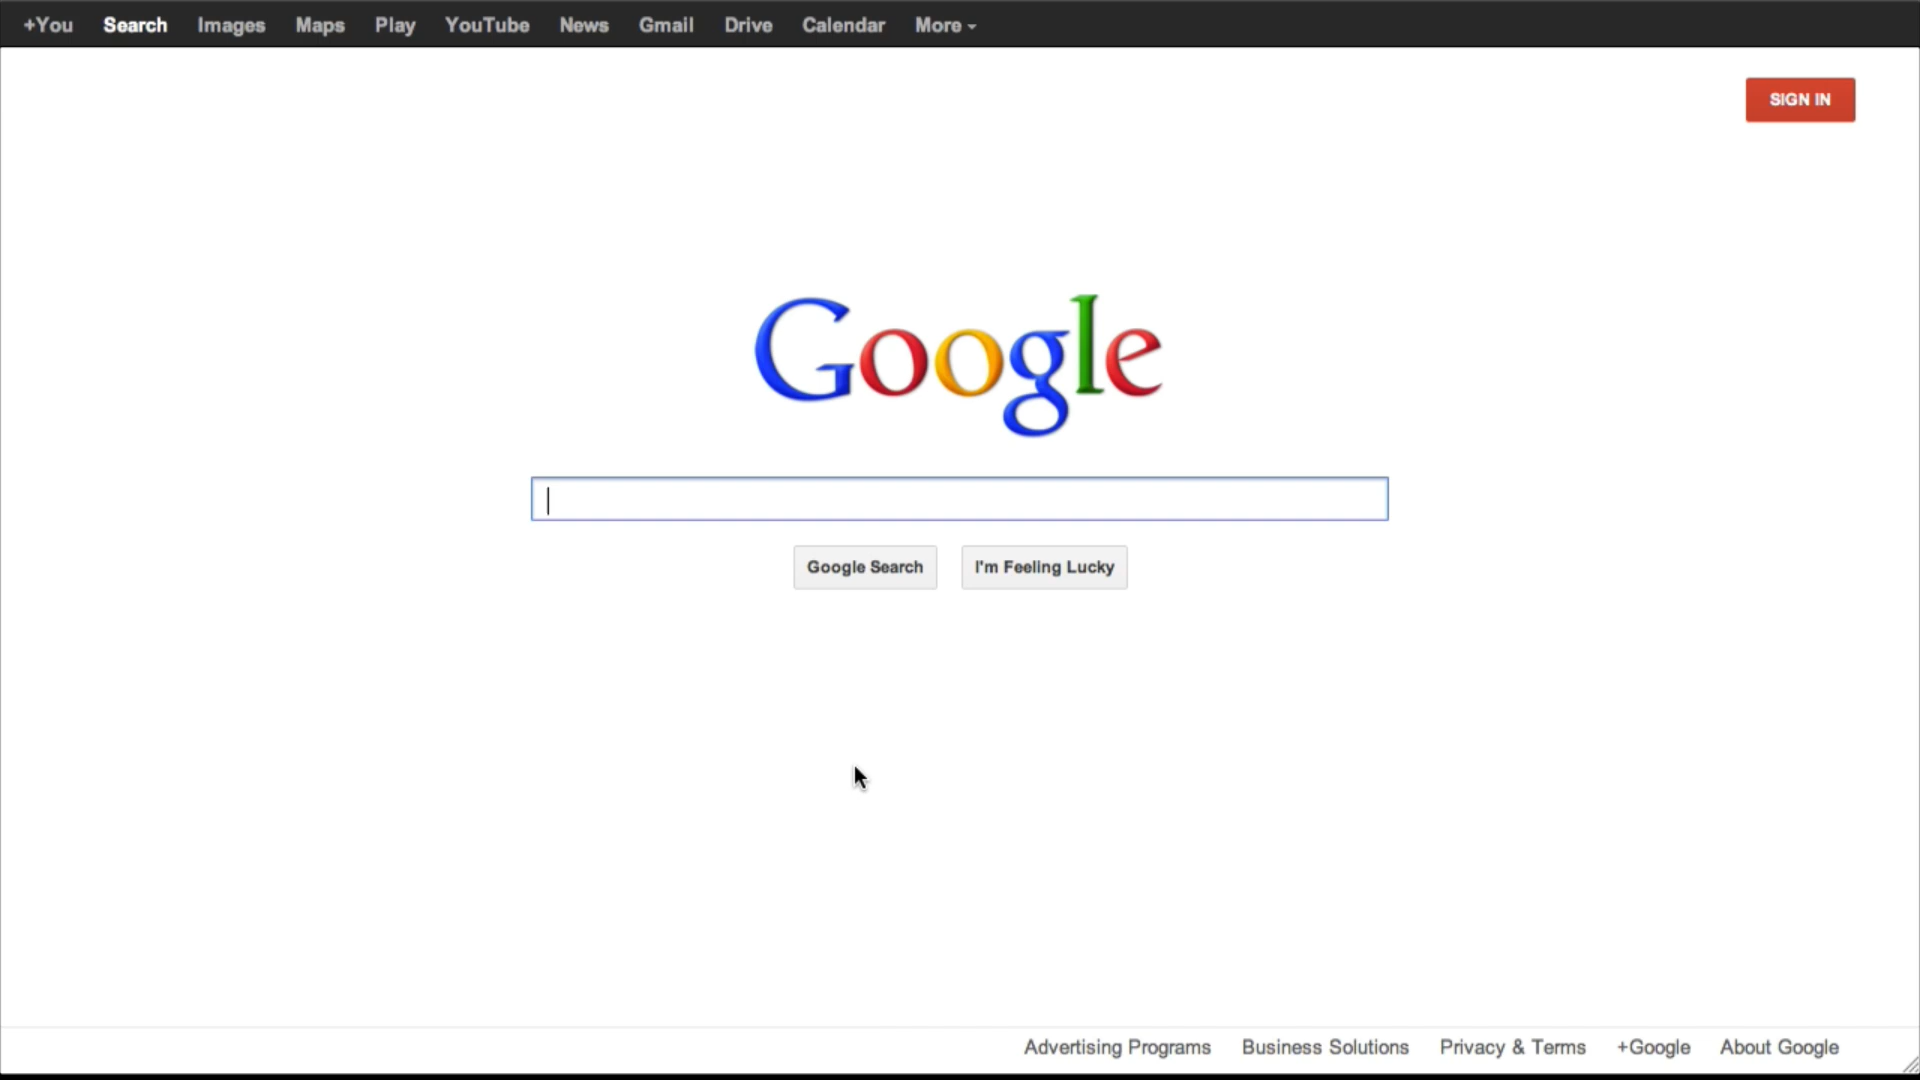 +You Search Images Maps Play YouTube News Gmail Drive Calendar More
SIGN IN
Google
Google Search I'm Feeling Lucky
Advertising Programs Business Solutions Privacy & Terms +Google About Google